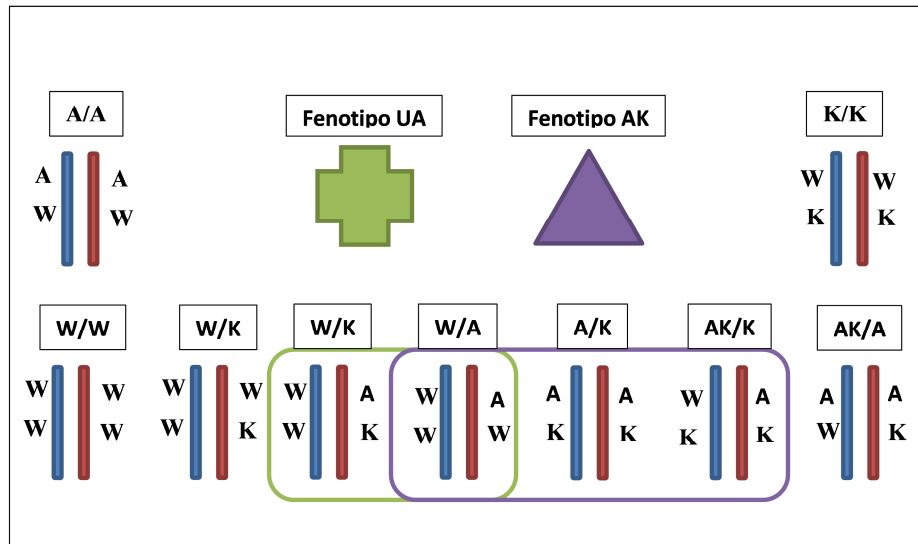 A/A
Fenotipo UA
Fenotipo AK
K/K
A A
W W
W W
K K
W/W
W/K
W/K
W/A
A/K
AK/K
AK/A
W W W W W A W A A A W A A A
W W W K W K W W K K K K W K